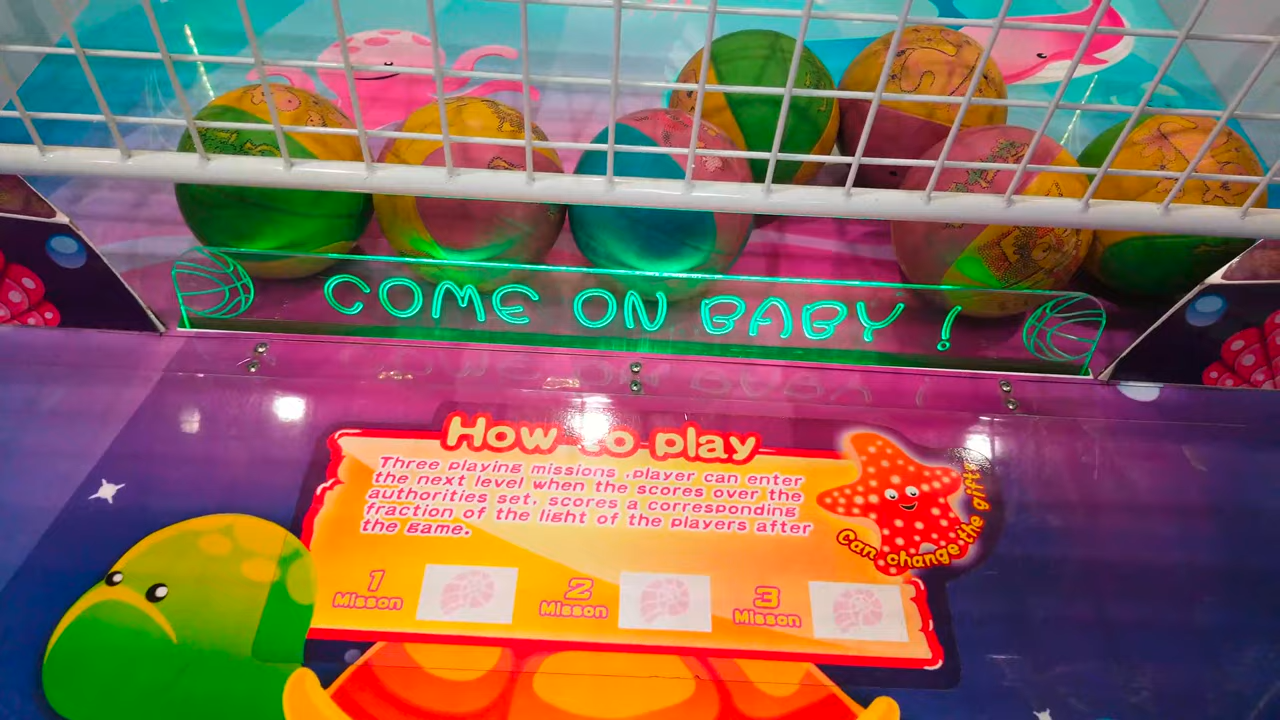 COME ON BABY !
How to play
Three playing missions ,player can enter
the next level when the scores over the
authorities set, scores a corresponding
fraction of the light of the players after
the game.
Can change the gift
1
Misson
2
Misson
3
Misson